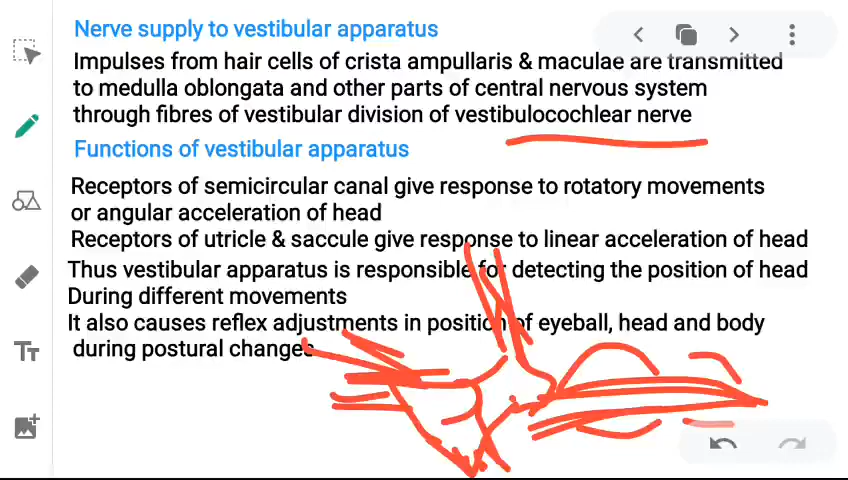 Nerve supply to vestibular apparatus
Impulses from hair cells of crista ampullaris & maculae are transmitted
to medulla oblongata and other parts of central nervous system
through fibres of vestibular division of vestibulocochlear nerve
Functions of vestibular apparatus
Receptors of semicircular canal give response to rotatory movements
or angular acceleration of head
Receptors of utricle & saccule give response to linear acceleration of head
Thus vestibular apparatus is responsible for detecting the position of head
During different movements
It also causes reflex adjustments in position of eyeball, head and body
during postural changes
TT